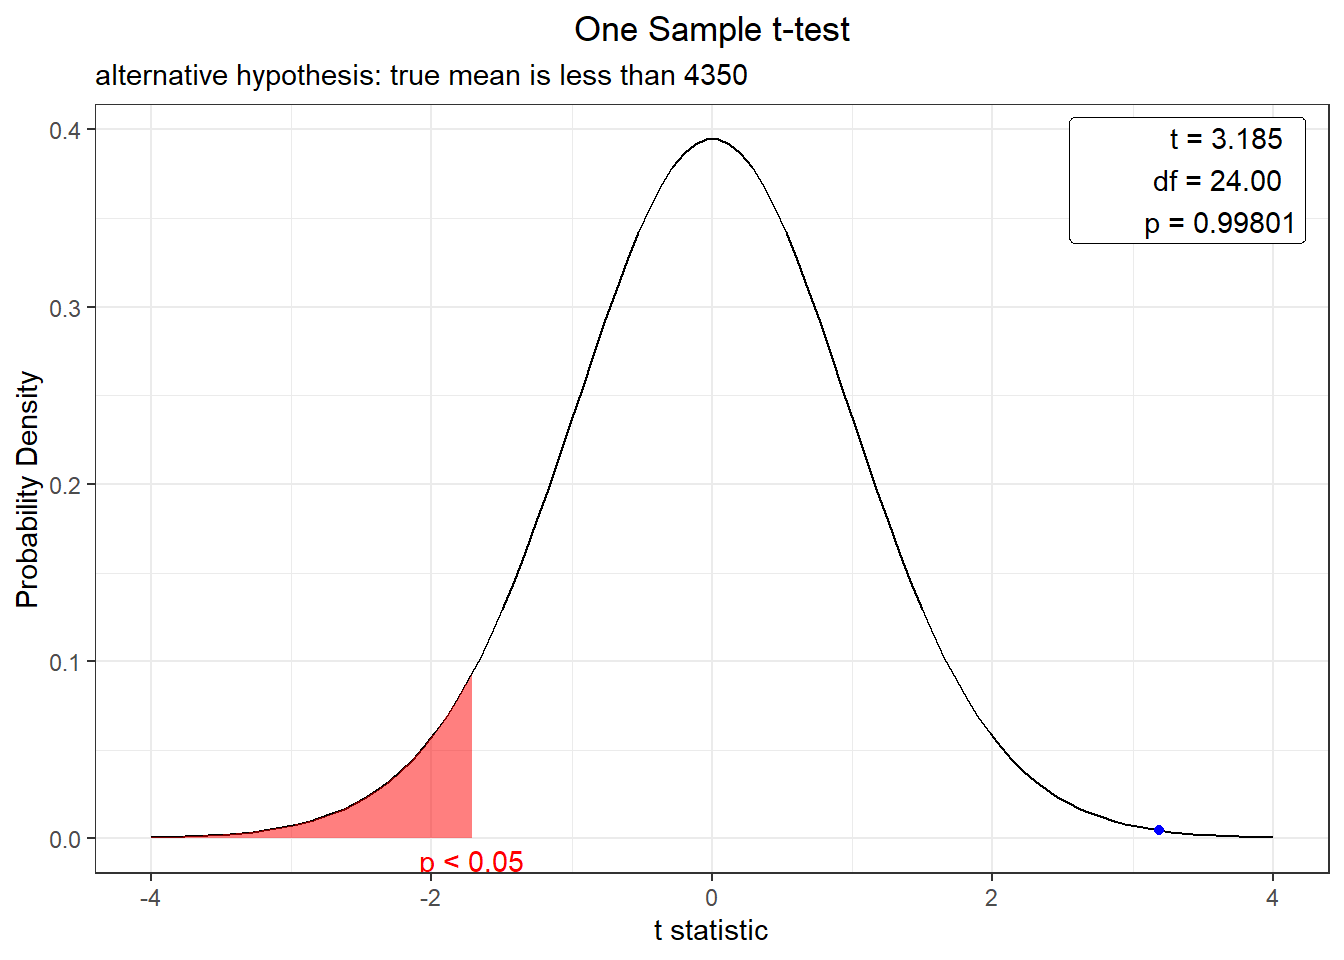 One Sample t-test
alternative hypothesis: true mean is less than 4350
t = 3.185
df = 24.00
p = 0.99801
Probability Density
0.4
0.3
0.2
0.1
0.0
p < 0.05
-4 -2 0 2 4
t statistic